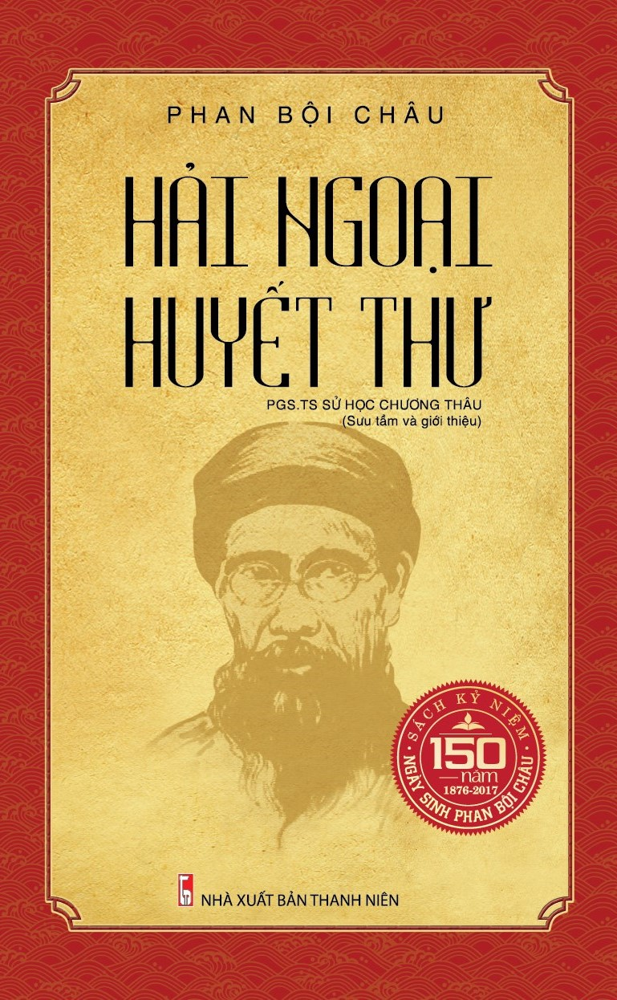 PHAN BỘI CHÂU
HẢI NGOẠI
HUYẾT THƯ
PGS.TS SỬ HỌC CHƯƠNG THÂU
(Sưu tầm và giới thiệu)
SÁCH KỶ NIỆM
150
năm
1876-2017
NGÀY SINH PHAN BỘI CHÂU
NHÀ XUẤT BẢN THANH NIÊN